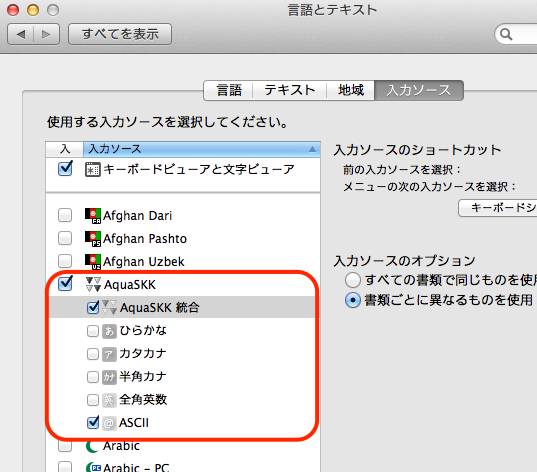 言語とテキスト
すべてを表示
言語 テキスト 地域 入力ソース
使用する入力ソースを選択してください。
入 入力ソース
キーボードビューアと文字ビューア
Afghan Dari
Afghan Pashto
Afghan Uzbek
AquaSKK
AquaSKK 統合
あ ひらかな
ア カタカナ
カナ 半角カナ
英 全角英数
@ ASCII
Arabic
Arabic – PC
入力ソースのショートカット
前の入力ソースを選択：
メニューの次の入力ソースを選択：
キーボードシ
入力ソースのオプション
すべての書類で同じものを使用
書類ごとに異なるものを使用